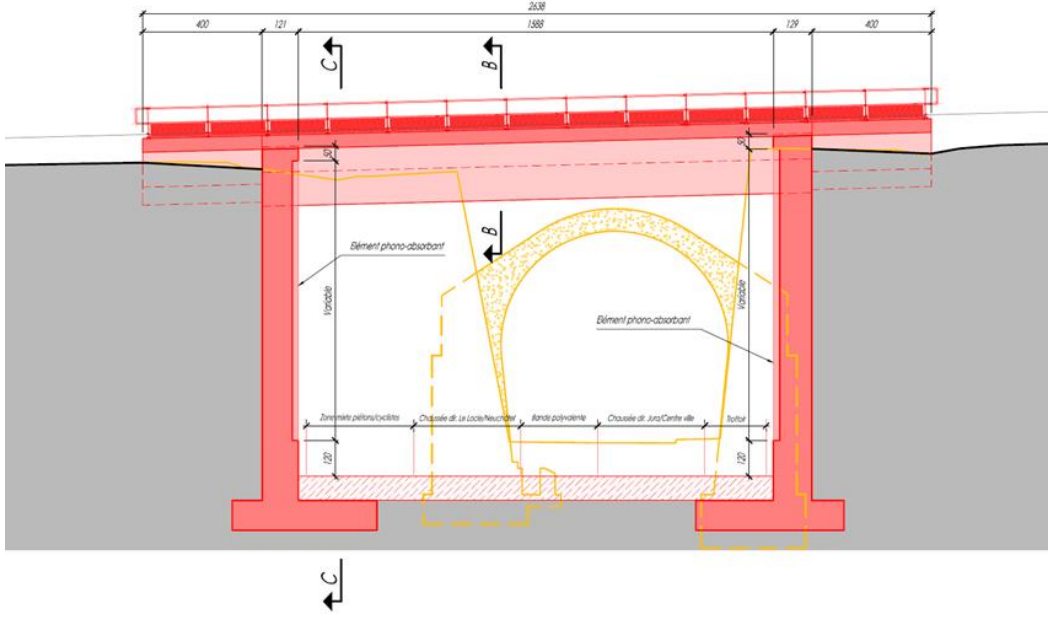 2638
400 121 1588 129 400
C B
50 50
B
Elément phono-absorbant
Variable Variable
Elément phono-absorbant
Zone mixte piétons/cyclistes Chaussée dir. Le Locle/Neuchâtel Bande polyvalente Chaussée dir. Jura/Centre ville Trottoir
120 120
C